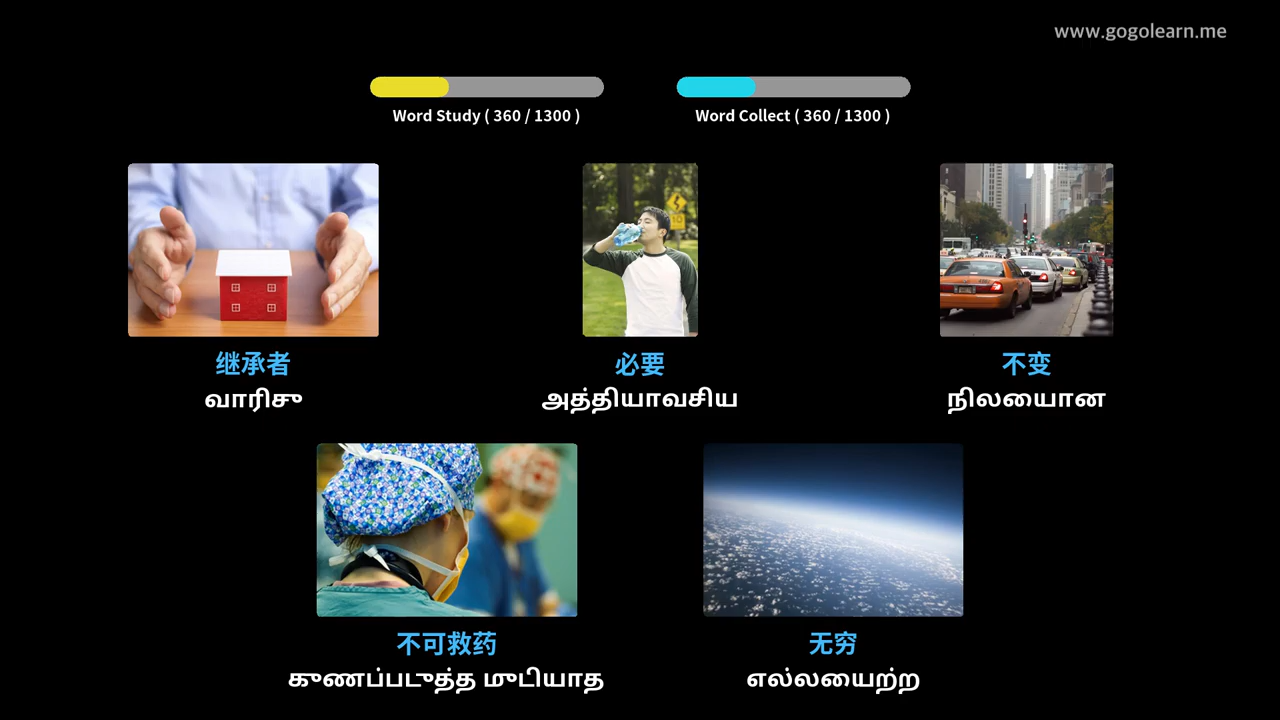 www.gogolearn.me
Word Study ( 360 / 1300 )
Word Collect ( 360 / 1300 )
继承者
வாரிசு
必要
அத்தியாவசிய
不变
நிலையான
不可救药
குணப்படுத்த முடியாத
无穷
எல்லையற்ற